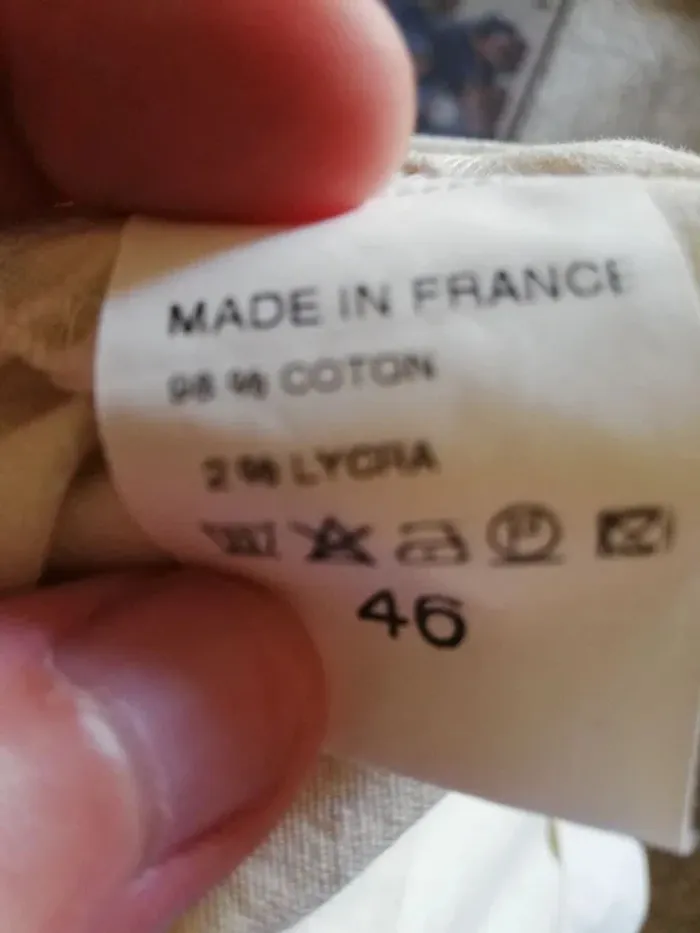 MADE IN FRANCE
98 % COTON
2 % LYCRA
46